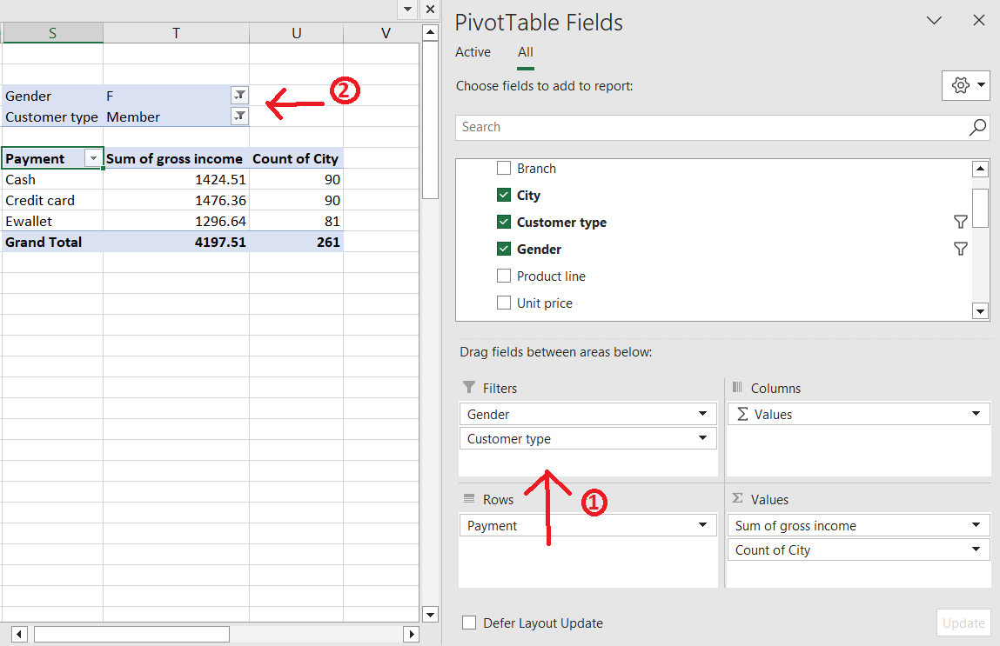 S T U V
Gender F
Customer type Member
2
Payment Sum of gross income Count of City
Cash 1424.51 90
Credit card 1476.36 90
Ewallet 1296.64 81
Grand Total 4197.51 261
PivotTable Fields
Active All
Choose fields to add to report:
Search
Branch
City
Customer type
Gender
Product line
Unit price
Drag fields between areas below:
Filters
Gender
Customer type
Columns
Σ Values
Rows
Payment
1
Σ Values
Sum of gross income
Count of City
Defer Layout Update
Update